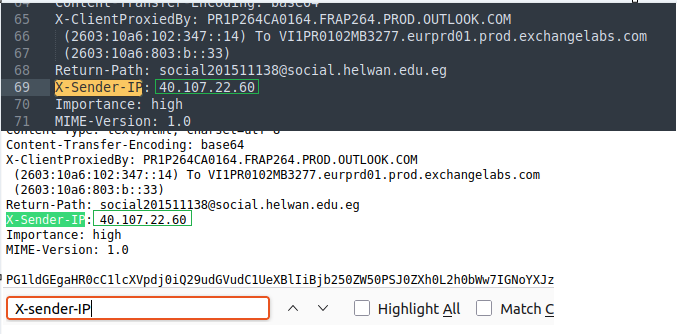 64 Content-Transfer-Encoding: base64
65 X-ClientProxiedBy: PR1P264CA0164.FRAP264.PROD.OUTLOOK.COM
66 (2603:10a6:102:347::14) To VI1PR0102MB3277.eurprd01.prod.exchangelabs.com
67 (2603:10a6:803:b::33)
68 Return-Path: social201511138@social.helwan.edu.eg
69 X-Sender-IP: 40.107.22.60
70 Importance: high
71 MIME-Version: 1.0
Content-Type: text/html; charset=utf-8
Content-Transfer-Encoding: base64
X-ClientProxiedBy: PR1P264CA0164.FRAP264.PROD.OUTLOOK.COM
(2603:10a6:102:347::14) To VI1PR0102MB3277.eurprd01.prod.exchangelabs.com
(2603:10a6:803:b::33)
Return-Path: social201511138@social.helwan.edu.eg
X-Sender-IP: 40.107.22.60
Importance: high
MIME-Version: 1.0
PG1ldGEgaHR0cC1lcXVpdj0iQ29udGVudC1UeXBlIiBjb250ZW50PSJ0ZXh0L2h0bWw7IGNoYXJz
X-sender-IP
Highlight All
Match C